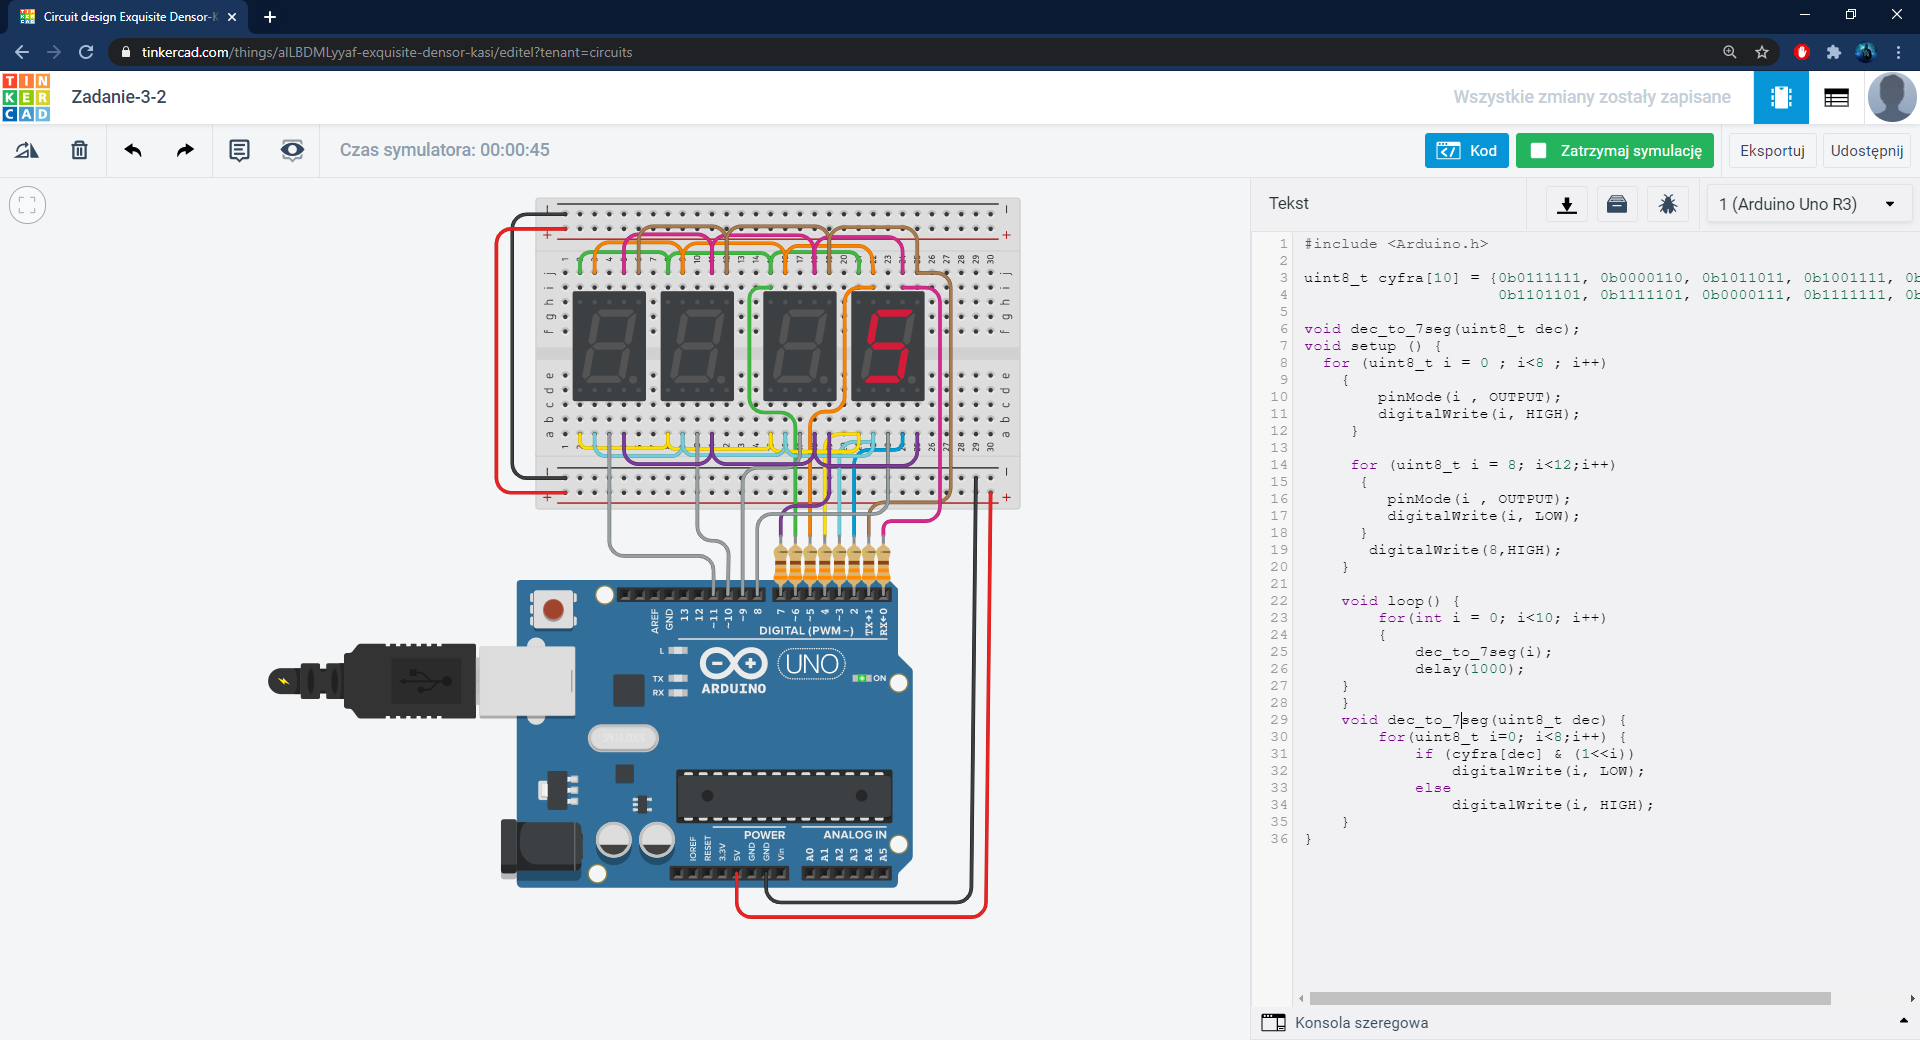 Circuit design Exquisite Densor-K
tinkercad.com/things/alLBDMLyyaf-exquisite-densor-kasi/editel?tenant=circuits
TIN
KER
CAD
Zadanie-3-2
Wszystkie zmiany zostały zapisane
Czas symulatora: 00:00:45
Kod
Zatrzymaj symulację
Eksportuj
Udostępnij
Tekst
1 (Arduino Uno R3)
1 #include <Arduino.h>
2
3 uint8_t cyfra[10] = {0b0111111, 0b0000110, 0b1011011, 0b1001111, 0b
4 0b1101101, 0b1111101, 0b0000111, 0b1111111, 0b
5
6 void dec_to_7seg(uint8_t dec);
7 void setup () {
8 for (uint8_t i = 0 ; i<8 ; i++)
9 {
10 pinMode(i , OUTPUT);
11 digitalWrite(i, HIGH);
12 }
13
14 for (uint8_t i = 8; i<12;i++)
15 {
16 pinMode(i , OUTPUT);
17 digitalWrite(i, LOW);
18 }
19 digitalWrite(8,HIGH);
20 }
21
22 void loop() {
23 for(int i = 0; i<10; i++)
24 {
25 dec_to_7seg(i);
26 delay(1000);
27 }
28 }
29 void dec_to_7seg(uint8_t dec) {
30 for(uint8_t i=0; i<8;i++) {
31 if (cyfra[dec] & (1<<i))
32 digitalWrite(i, LOW);
33 else
34 digitalWrite(i, HIGH);
35 }
36 }
Konsola szeregowa
5
AREF
GND
13
12
~11
~10
~9
8
7
~6
~5
4
~3
2
TX→1
RX←0
DIGITAL (PWM~)
L
TX
RX
ARDUINO
UNO
ON
POWER
ANALOG IN
IOREF
RESET
3.3V
5V
GND
GND
Vin
A0
A1
A2
A3
A4
A5